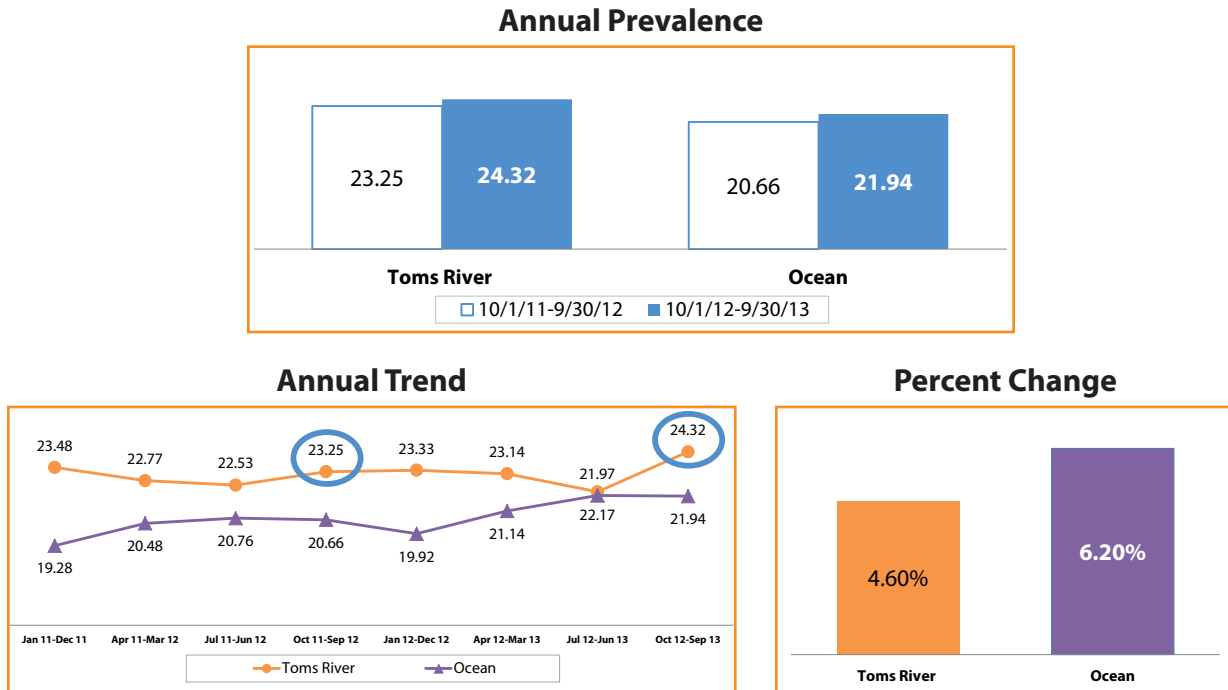 Annual Prevalence
23.25 24.32 20.66 21.94
Toms River Ocean
10/1/11-9/30/12 10/1/12-9/30/13
Annual Trend
23.48 22.77 22.53 23.25 23.33 23.14 21.97 24.32
19.28 20.48 20.76 20.66 19.92 21.14 22.17 21.94
Jan 11-Dec 11 Apr 11-Mar 12 Jul 11-Jun 12 Oct 11-Sep 12 Jan 12-Dec 12 Apr 12-Mar 13 Jul 12-Jun 13 Oct 12-Sep 13
Toms River Ocean
Percent Change
4.60% 6.20%
Toms River Ocean